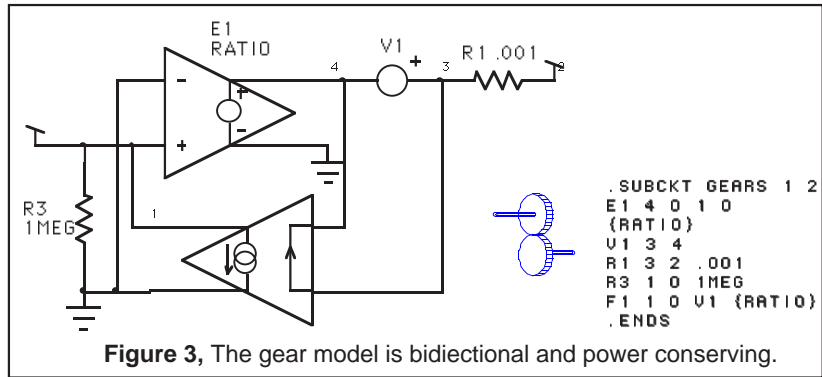 E1
RATIO
4
V1
+
3
R1 .001
2
-
+
-
+
R3
1MEG
1
.SUBCKT GEARS 1 2
E1 4 0 1 0
{RATIO}
V1 3 4
R1 3 2 .001
R3 1 0 1MEG
F1 1 0 V1 {RATIO}
.ENDS
Figure 3, The gear model is bidiectional and power conserving.